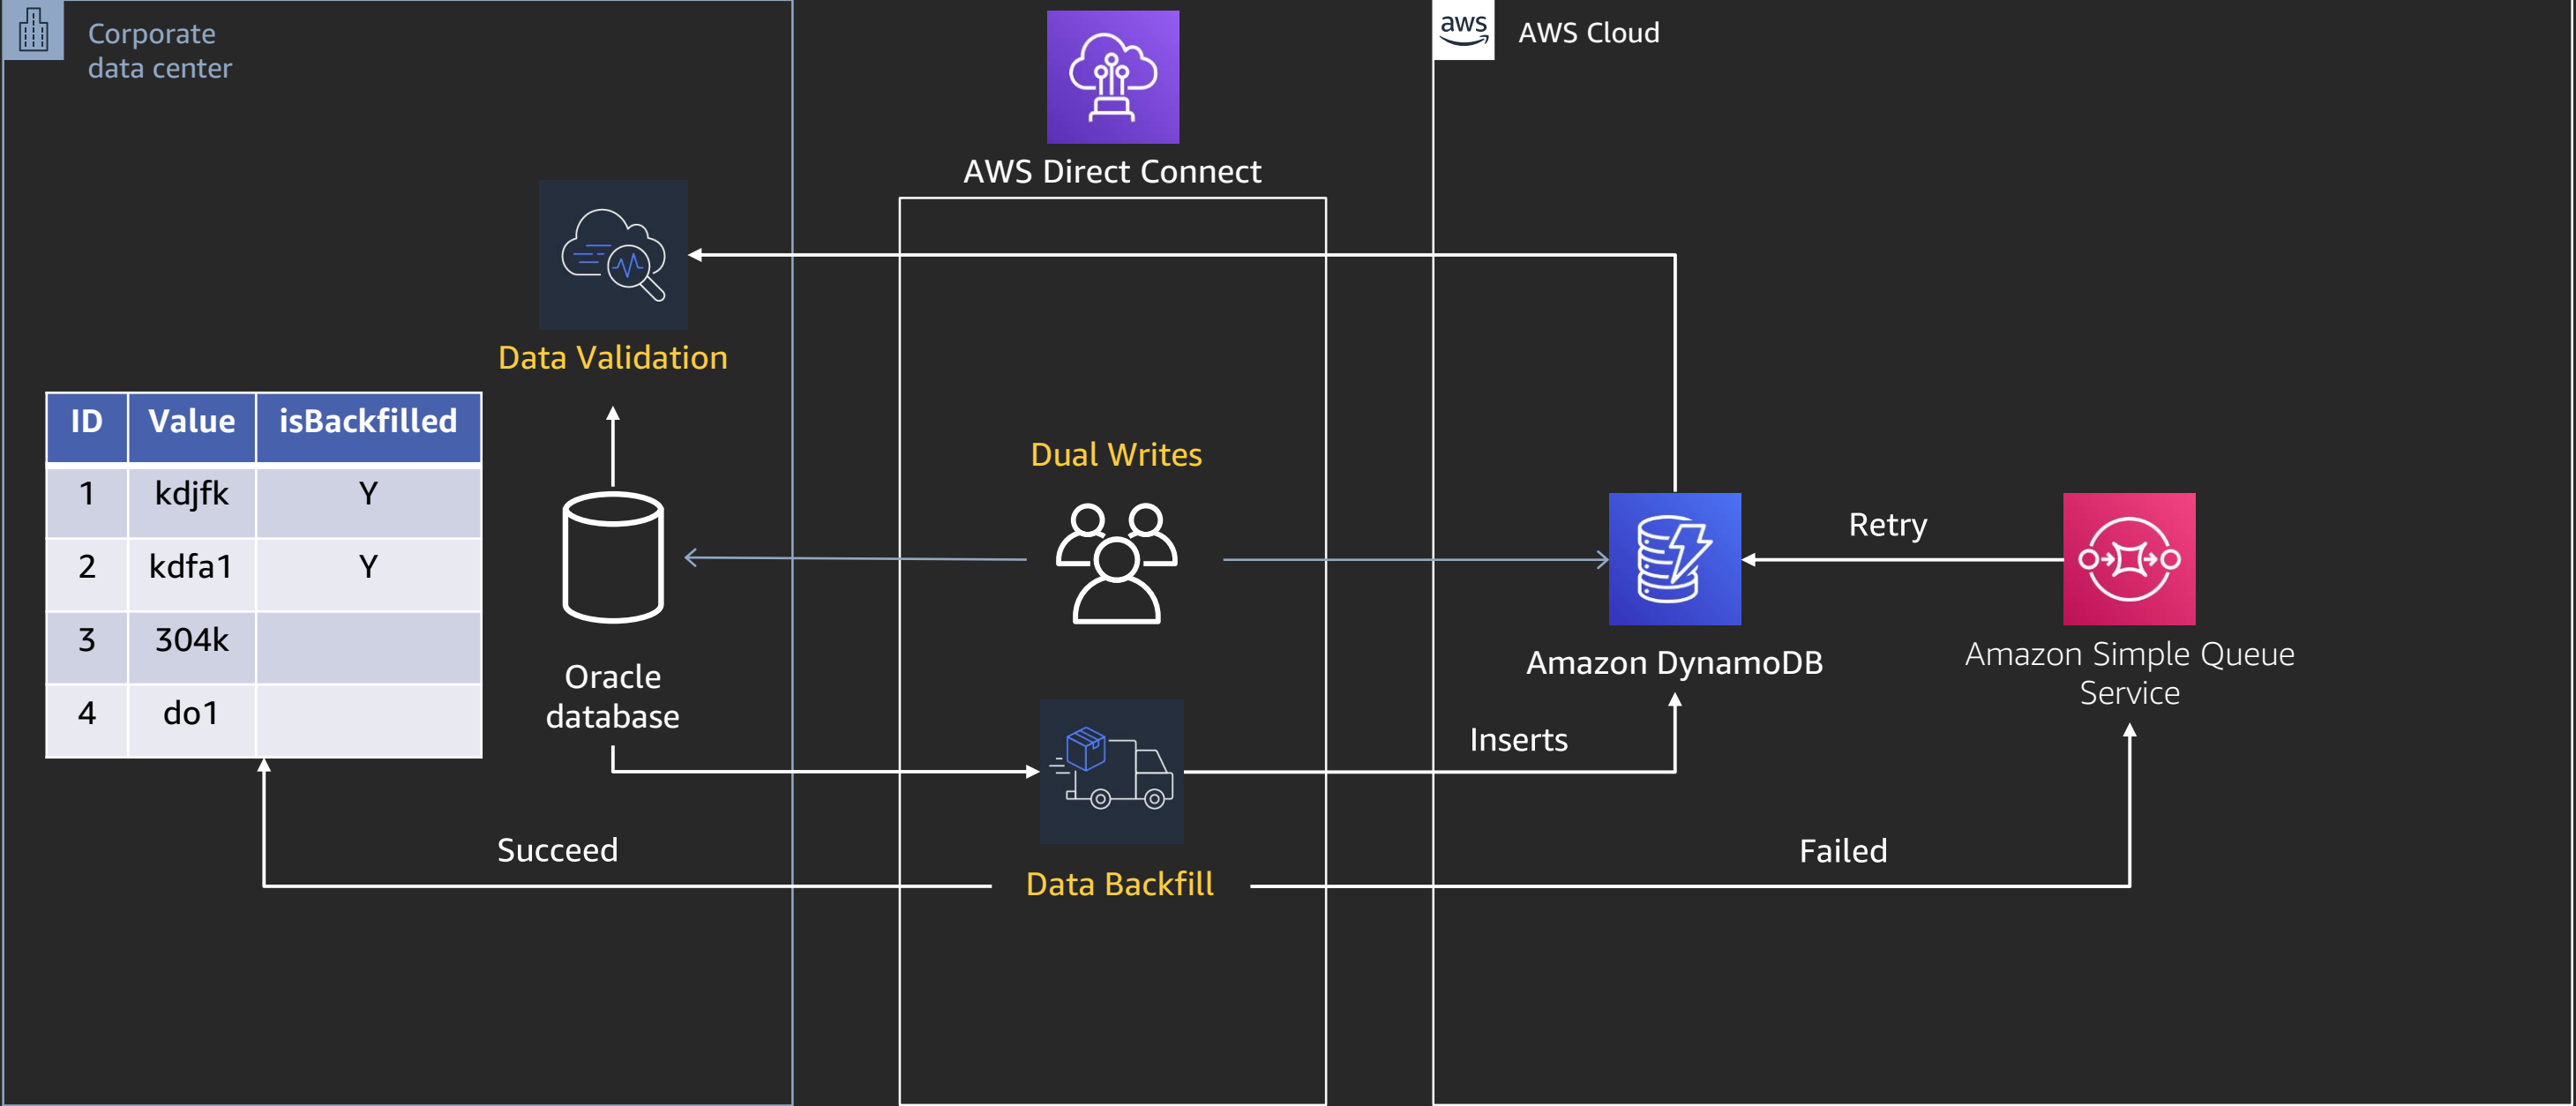 Corporate
data center
AWS Direct Connect
aws
AWS Cloud
Data Validation
ID Value isBackfilled
1 kdjfk Y
2 kdfa1 Y
3 304k
4 do1
Oracle
database
Dual Writes
Amazon DynamoDB
Retry
Amazon Simple Queue
Service
Inserts
Succeed
Data Backfill
Failed